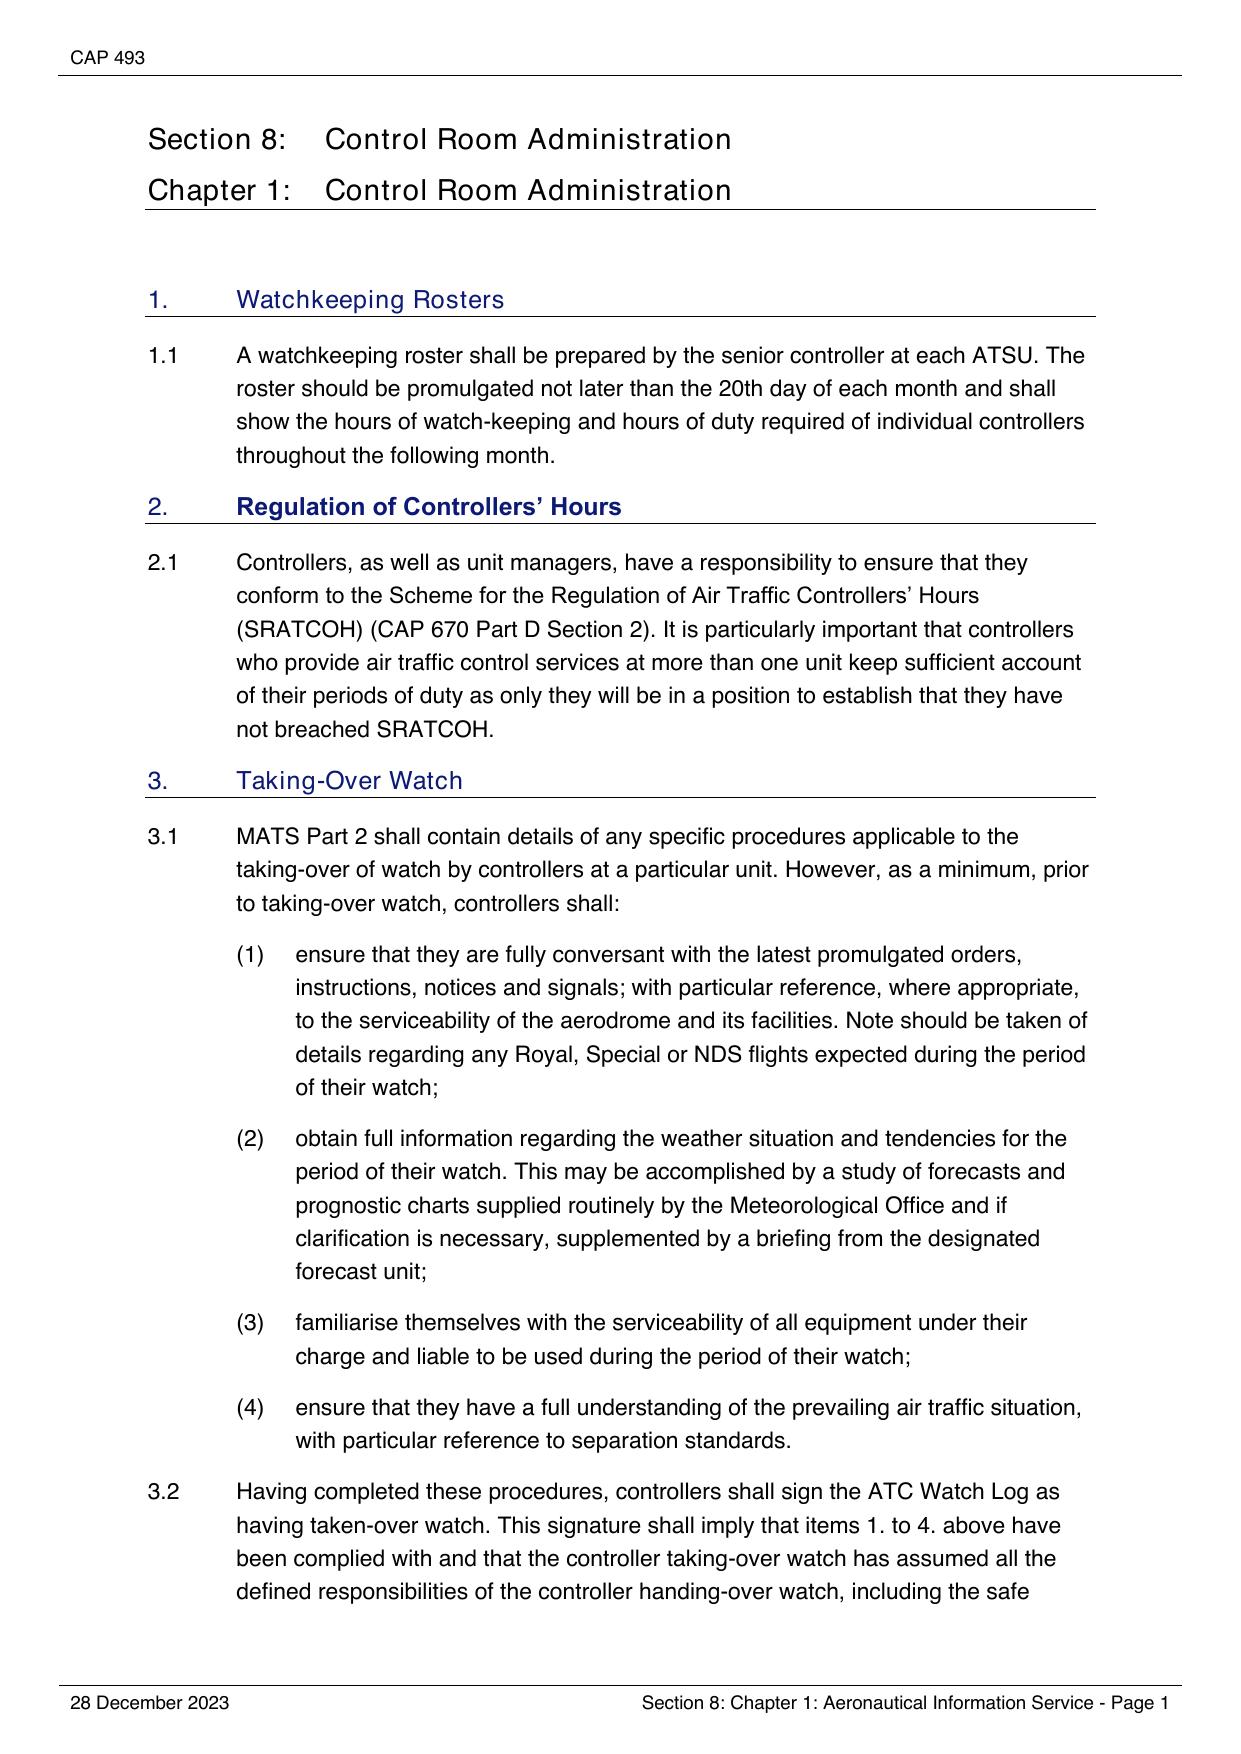 CAP 493
Section 8: Control Room Administration
Chapter 1: Control Room Administration
1. Watchkeeping Rosters
1.1 A watchkeeping roster shall be prepared by the senior controller at each ATSU. The
roster should be promulgated not later than the 20th day of each month and shall
show the hours of watch-keeping and hours of duty required of individual controllers
throughout the following month.
2. Regulation of Controllers’ Hours
2.1 Controllers, as well as unit managers, have a responsibility to ensure that they
conform to the Scheme for the Regulation of Air Traffic Controllers’ Hours
(SRATCOH) (CAP 670 Part D Section 2). It is particularly important that controllers
who provide air traffic control services at more than one unit keep sufficient account
of their periods of duty as only they will be in a position to establish that they have
not breached SRATCOH.
3. Taking-Over Watch
3.1 MATS Part 2 shall contain details of any specific procedures applicable to the
taking-over of watch by controllers at a particular unit. However, as a minimum, prior
to taking-over watch, controllers shall:
(1) ensure that they are fully conversant with the latest promulgated orders,
instructions, notices and signals; with particular reference, where appropriate,
to the serviceability of the aerodrome and its facilities. Note should be taken of
details regarding any Royal, Special or NDS flights expected during the period
of their watch;
(2) obtain full information regarding the weather situation and tendencies for the
period of their watch. This may be accomplished by a study of forecasts and
prognostic charts supplied routinely by the Meteorological Office and if
clarification is necessary, supplemented by a briefing from the designated
forecast unit;
(3) familiarise themselves with the serviceability of all equipment under their
charge and liable to be used during the period of their watch;
(4) ensure that they have a full understanding of the prevailing air traffic situation,
with particular reference to separation standards.
3.2 Having completed these procedures, controllers shall sign the ATC Watch Log as
having taken-over watch. This signature shall imply that items 1. to 4. above have
been complied with and that the controller taking-over watch has assumed all the
defined responsibilities of the controller handing-over watch, including the safe
28 December 2023 Section 8: Chapter 1: Aeronautical Information Service - Page 1